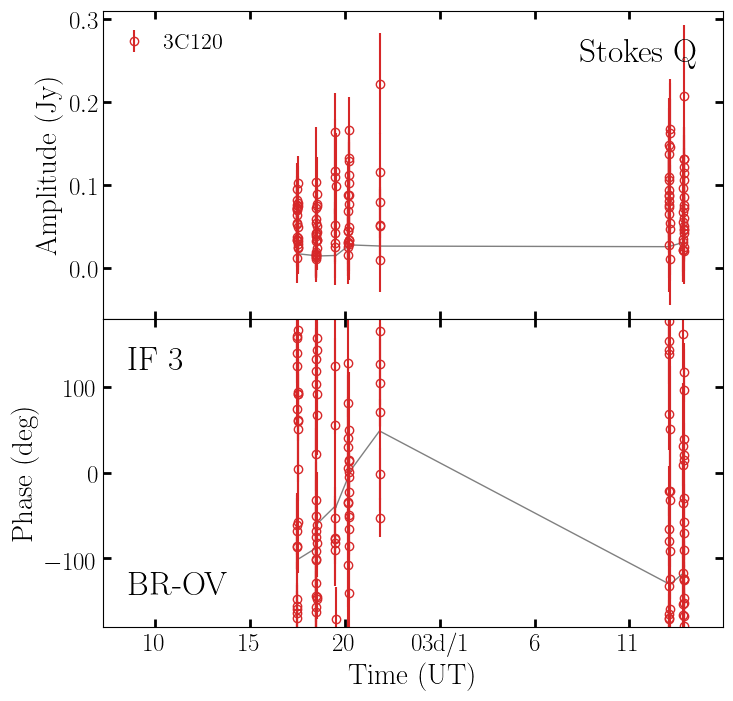 3C120
Stokes Q
0.3
0.2
0.1
0.0
Amplitude (Jy)
IF 3
100
0
−100
Phase (deg)
BR-OV
10 15 20 03d/1 6 11
Time (UT)